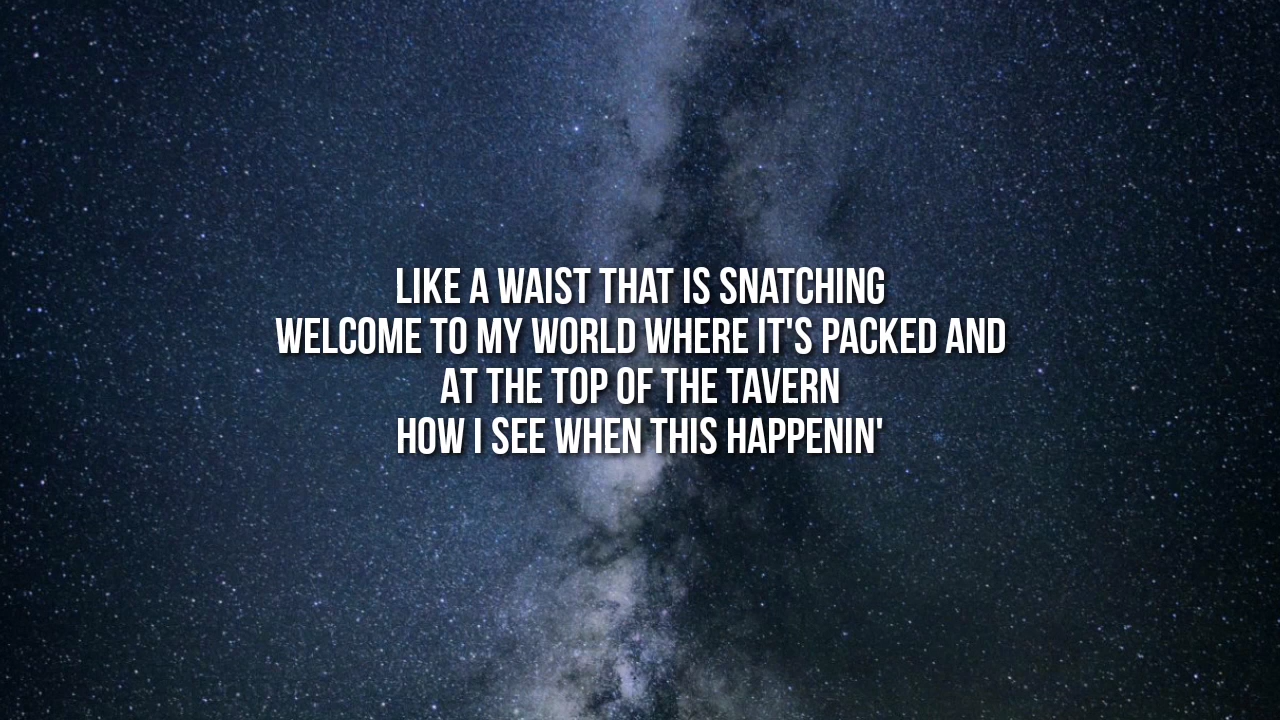 LIKE A WAIST THAT IS SNATCHING
WELCOME TO MY WORLD WHERE IT'S PACKED AND
AT THE TOP OF THE TAVERN
HOW I SEE WHEN THIS HAPPENIN'